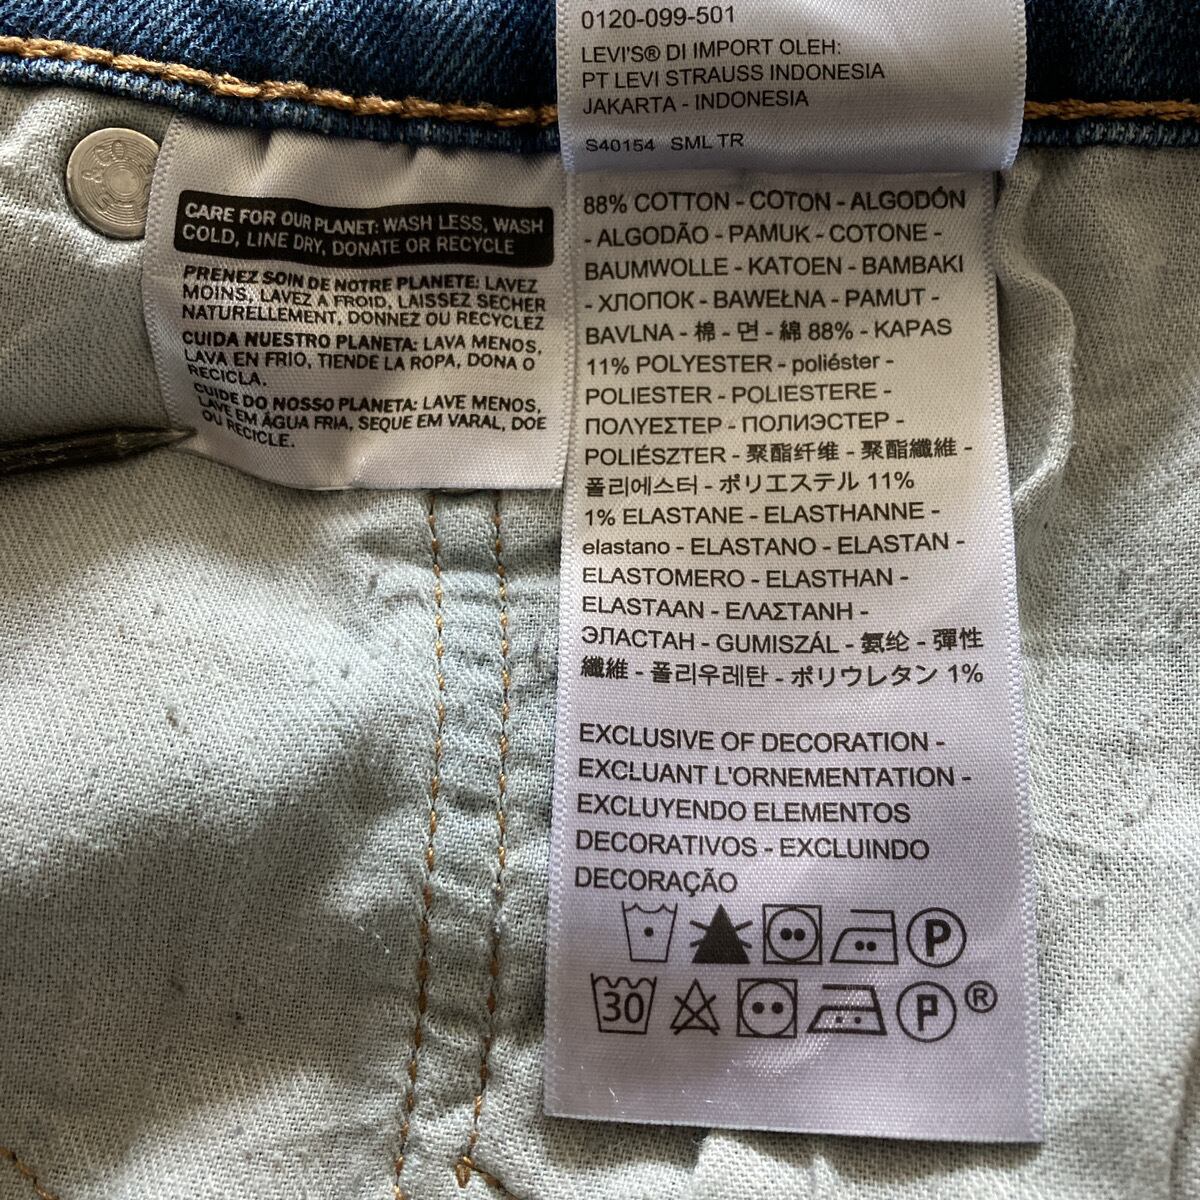 0120-099-501
LEVI'S® DI IMPORT OLEH:
PT LEVI STRAUSS INDONESIA
JAKARTA - INDONESIA
S40154 SML TR
CARE FOR OUR PLANET: WASH LESS, WASH
COLD, LINE DRY, DONATE OR RECYCLE
PRENEZ SOIN DE NOTRE PLANETE: LAVEZ
MOINS, LAVEZ A FROID, LAISSEZ SECHER
NATURELLEMENT, DONNEZ OU RECYCLEZ
CUIDA NUESTRO PLANETA: LAVA MENOS,
LAVA EN FRIO, TIENDE LA ROPA, DONA O
RECICLA.
CUIDE DO NOSSO PLANETA: LAVE MENOS,
LAVE EM ÁGUA FRIA, SEQUE EM VARAL, DOE
OU RECICLE.
88% COTTON - COTON - ALGODÓN
- ALGODÃO - PAMUK - COTONE -
BAUMWOLLE - KATOEN - BAMBAKI
- ХЛОПОК - BAWEŁNA - PAMUT -
BAVLNA - 棉 - 면 - 綿 88% - KAPAS
11% POLYESTER - poliéster -
POLIESTER - POLIESTERE -
ΠΟΛΥΕΣΤΕΡ - ПОЛИЭСТЕР -
POLIÉSZTER - 聚酯纤维 - 聚酯纖維 -
폴리에스터 - ポリエステル 11%
1% ELASTANE - ELASTHANNE -
elastano - ELASTANO - ELASTAN -
ELASTOMERO - ELASTHAN -
ELASTAAN - ΕΛΑΣΤΑΝΗ -
ЭЛАСТАН - GUMISZÁL - 氨纶 - 彈性
纖維 - 폴리우레탄 - ポリウレタン 1%
EXCLUSIVE OF DECORATION -
EXCLUANT L'ORNEMENTATION -
EXCLUYENDO ELEMENTOS
DECORATIVOS - EXCLUINDO
DECORAÇÃO
P
30 P ®